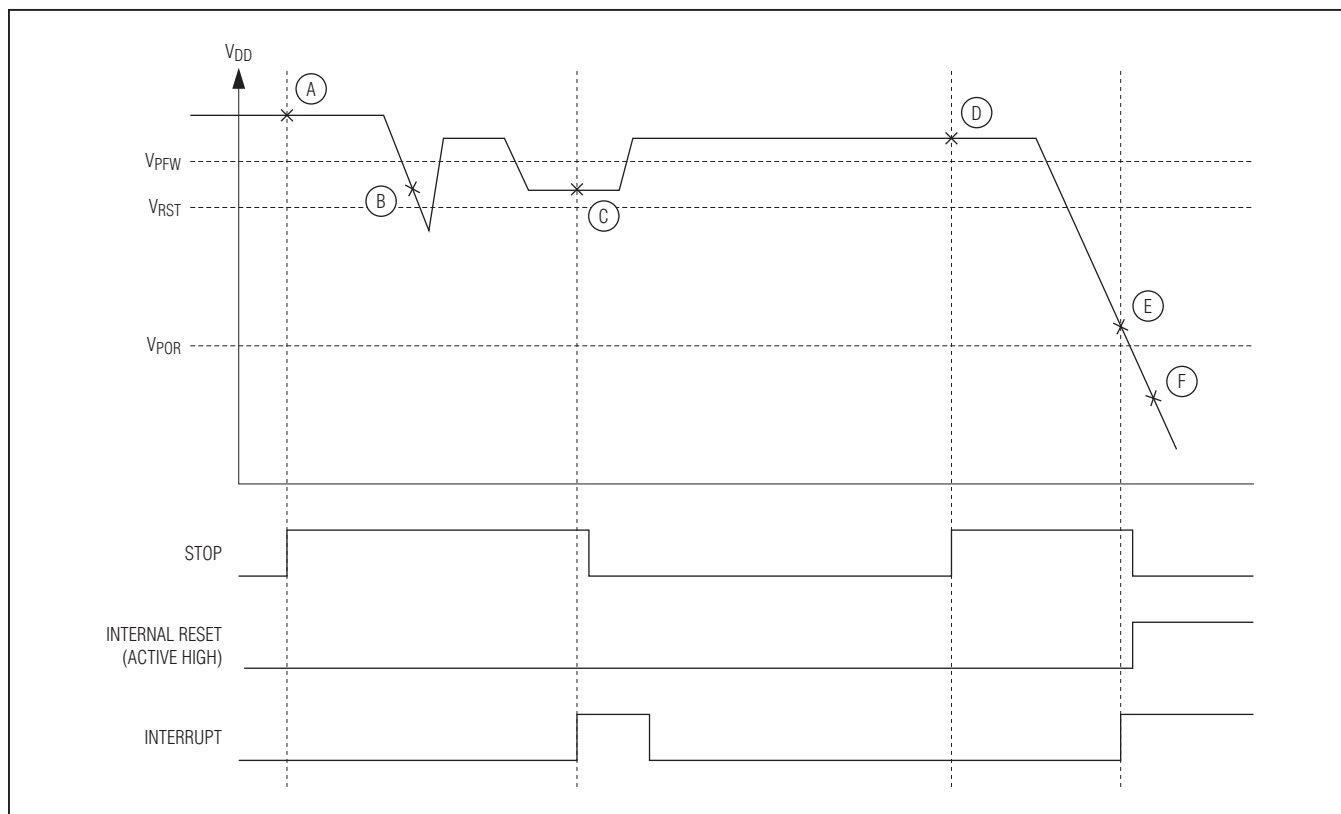 VDD
A
D
VPFW
B
VRST
C
E
VPOR
F
STOP
INTERNAL RESET
(ACTIVE HIGH)
INTERRUPT